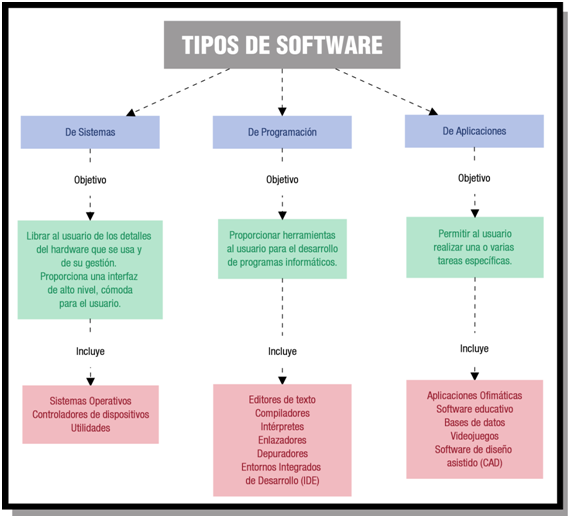 TIPOS DE SOFTWARE
De Sistemas
De Programación
De Aplicaciones
Objetivo
Objetivo
Objetivo
Librar al usuario de los detalles
del hardware que se usa y
de su gestión.
Proporciona una interfaz
de alto nivel, cómoda
para el usuario.
Proporcionar herramientas
al usuario para el desarrollo
de programas informáticos.
Permitir al usuario
realizar una o varias
tareas específicas.
Incluye
Incluye
Incluye
Sistemas Operativos
Controladores de dispositivos
Utilidades
Editores de texto
Compiladores
Intérpretes
Enlazadores
Depuradores
Entornos Integrados
de Desarrollo (IDE)
Aplicaciones Ofimáticas
Software educativo
Bases de datos
Videojuegos
Software de diseño
asistido (CAD)